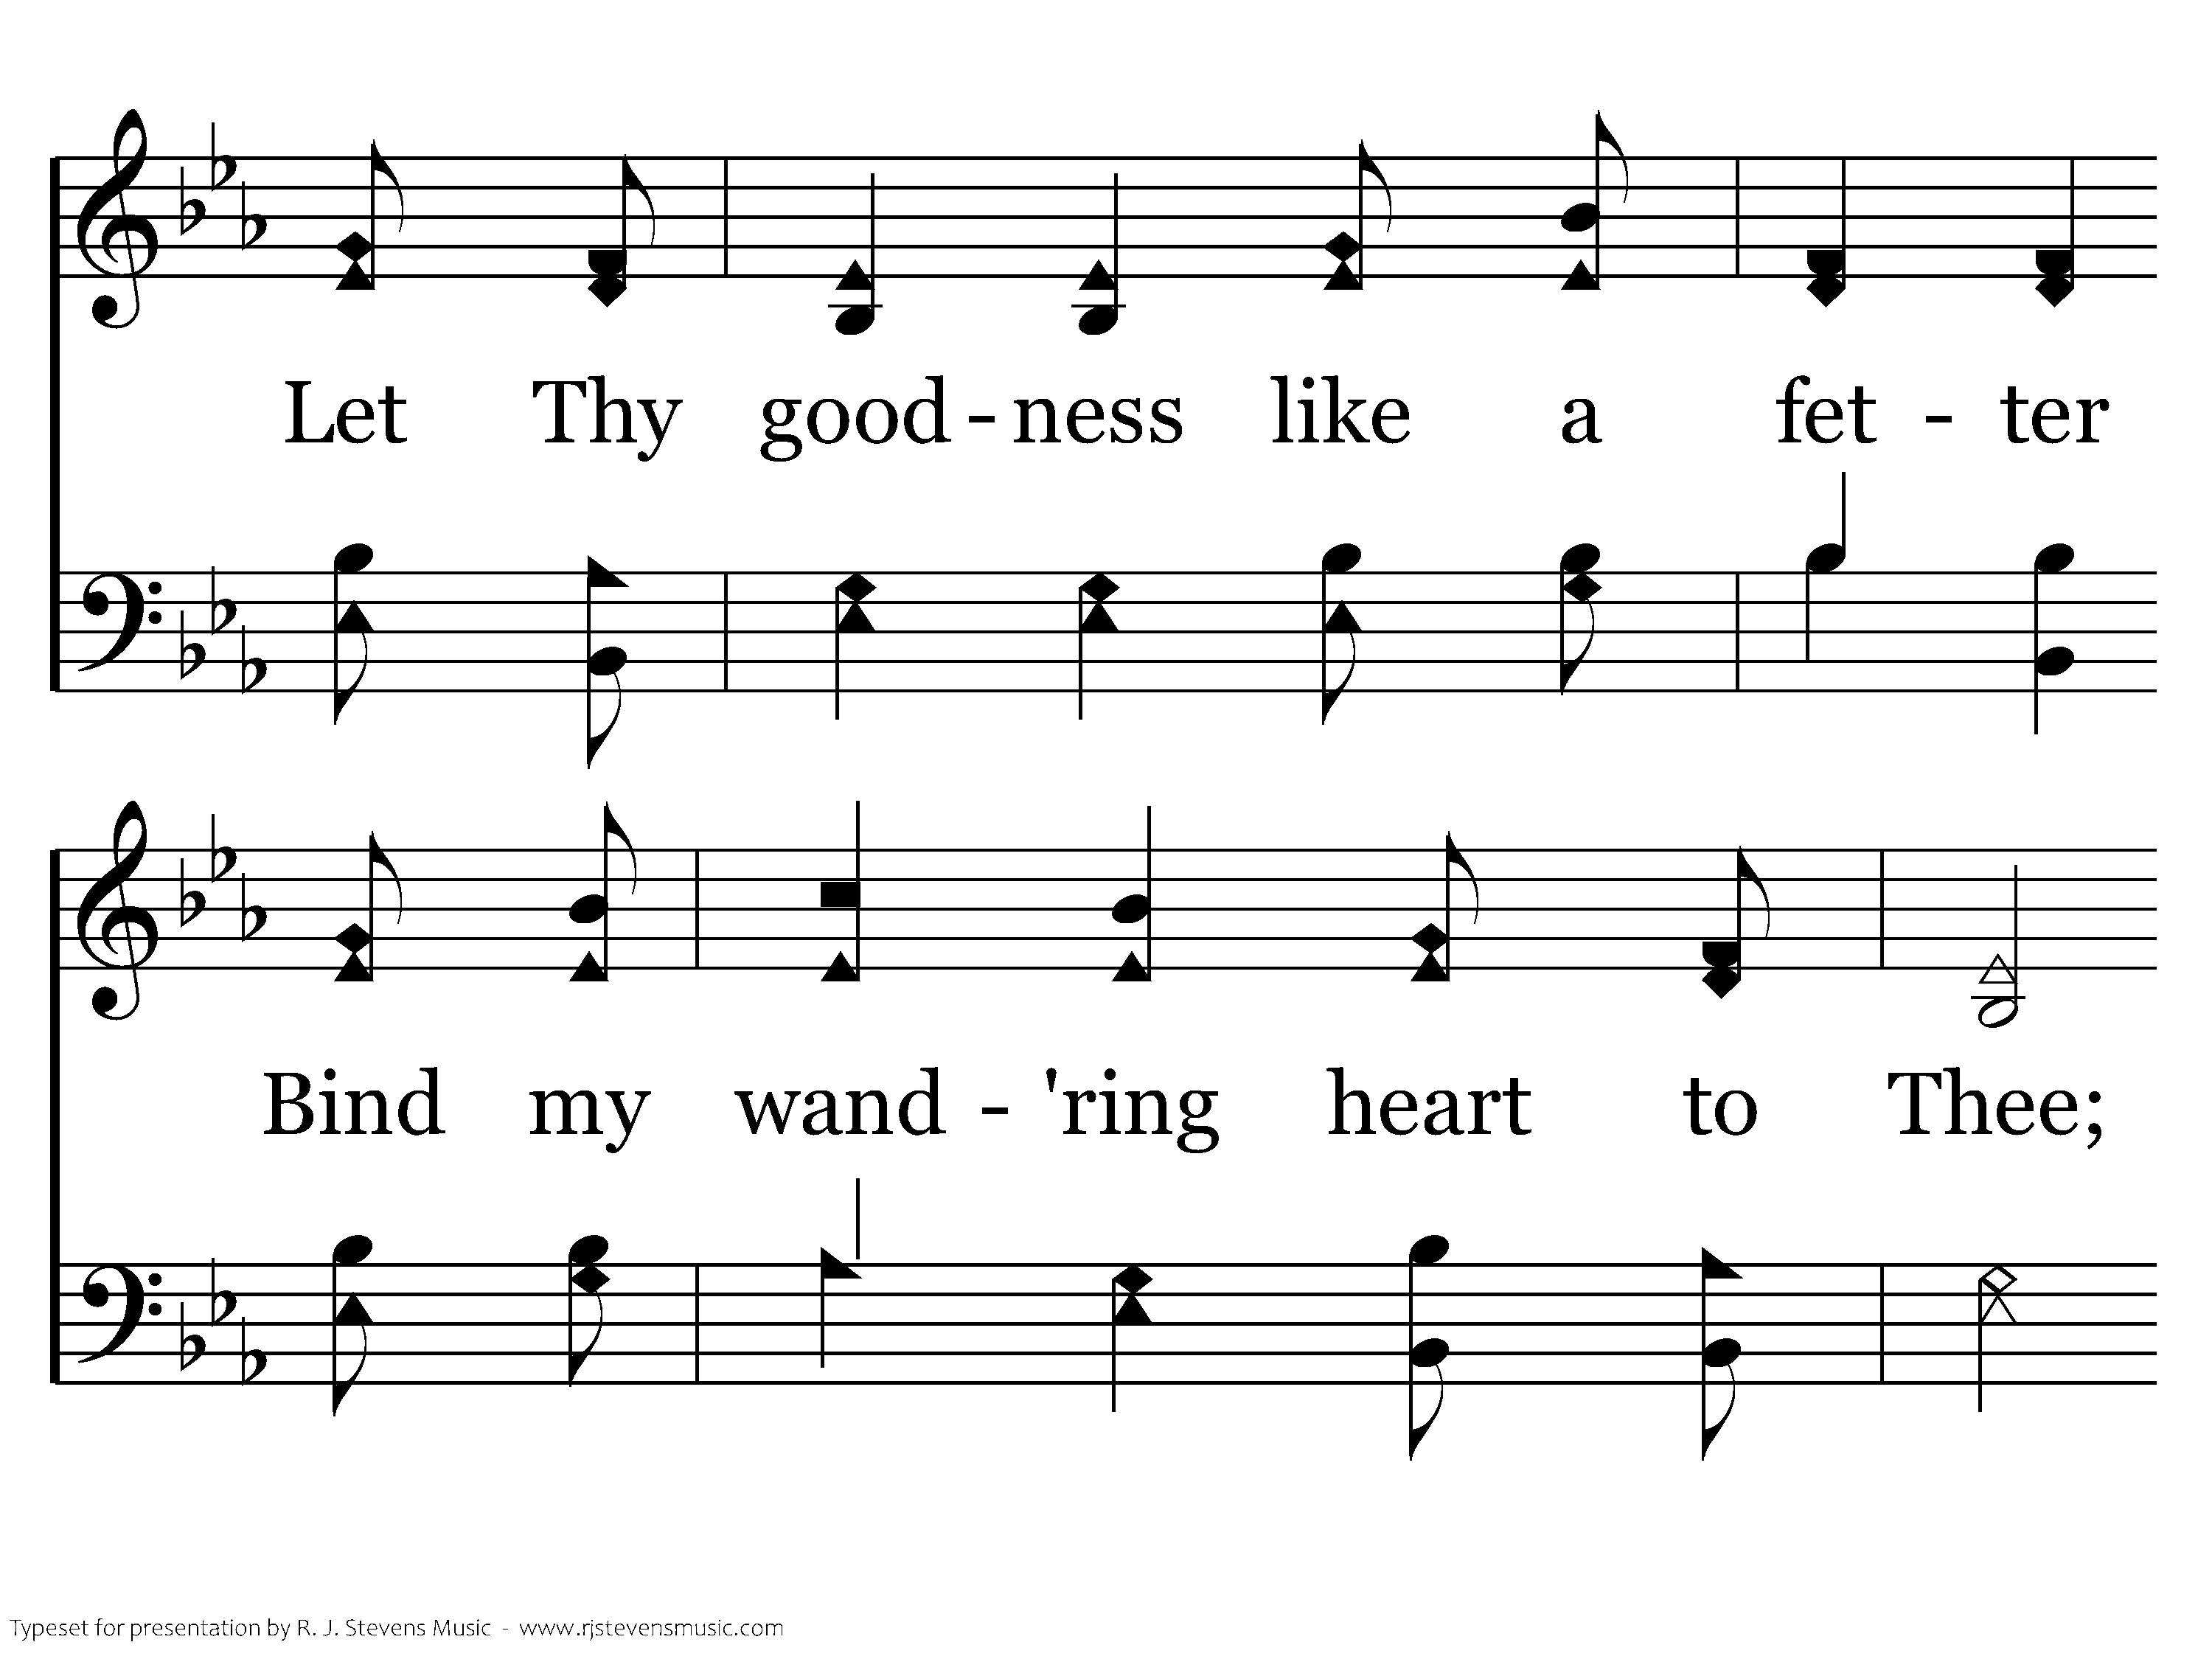 Let Thy good - ness like a fet - ter
Bind my wand - 'ring heart to Thee;
Typeset for presentation by R. J. Stevens Music - www.rjstevensmusic.com